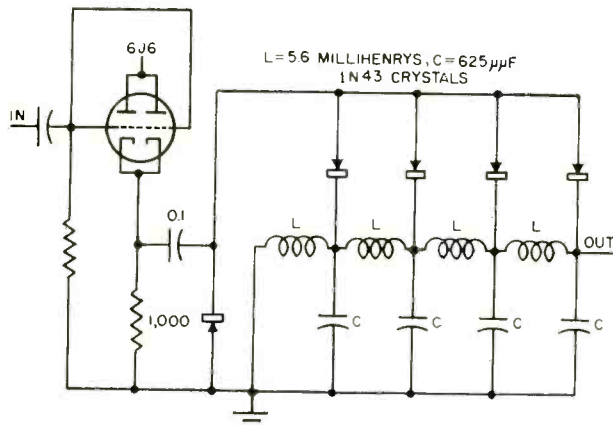 6J6
L=5.6 MILLIHENRYS, C=625μμF
1N43 CRYSTALS
IN
0.1
L
L
L
L
OUT
1,000
C
C
C
C